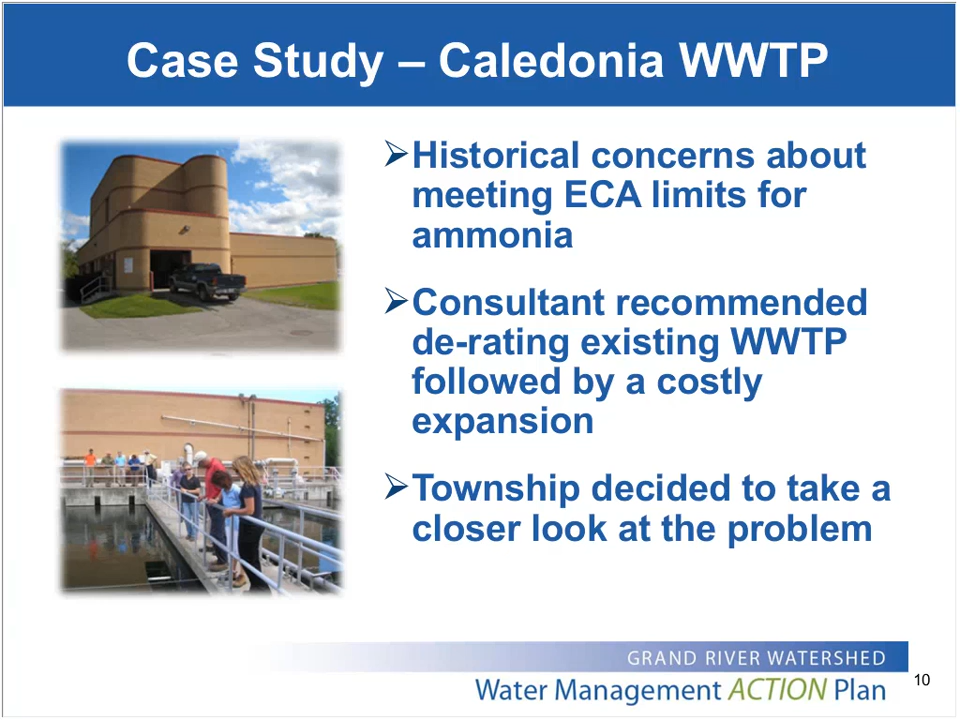 Case Study – Caledonia WWTP
➢Historical concerns about
meeting ECA limits for
ammonia
➢Consultant recommended
de-rating existing WWTP
followed by a costly
expansion
➢Township decided to take a
closer look at the problem
GRAND RIVER WATERSHED
Water Management ACTION Plan
10